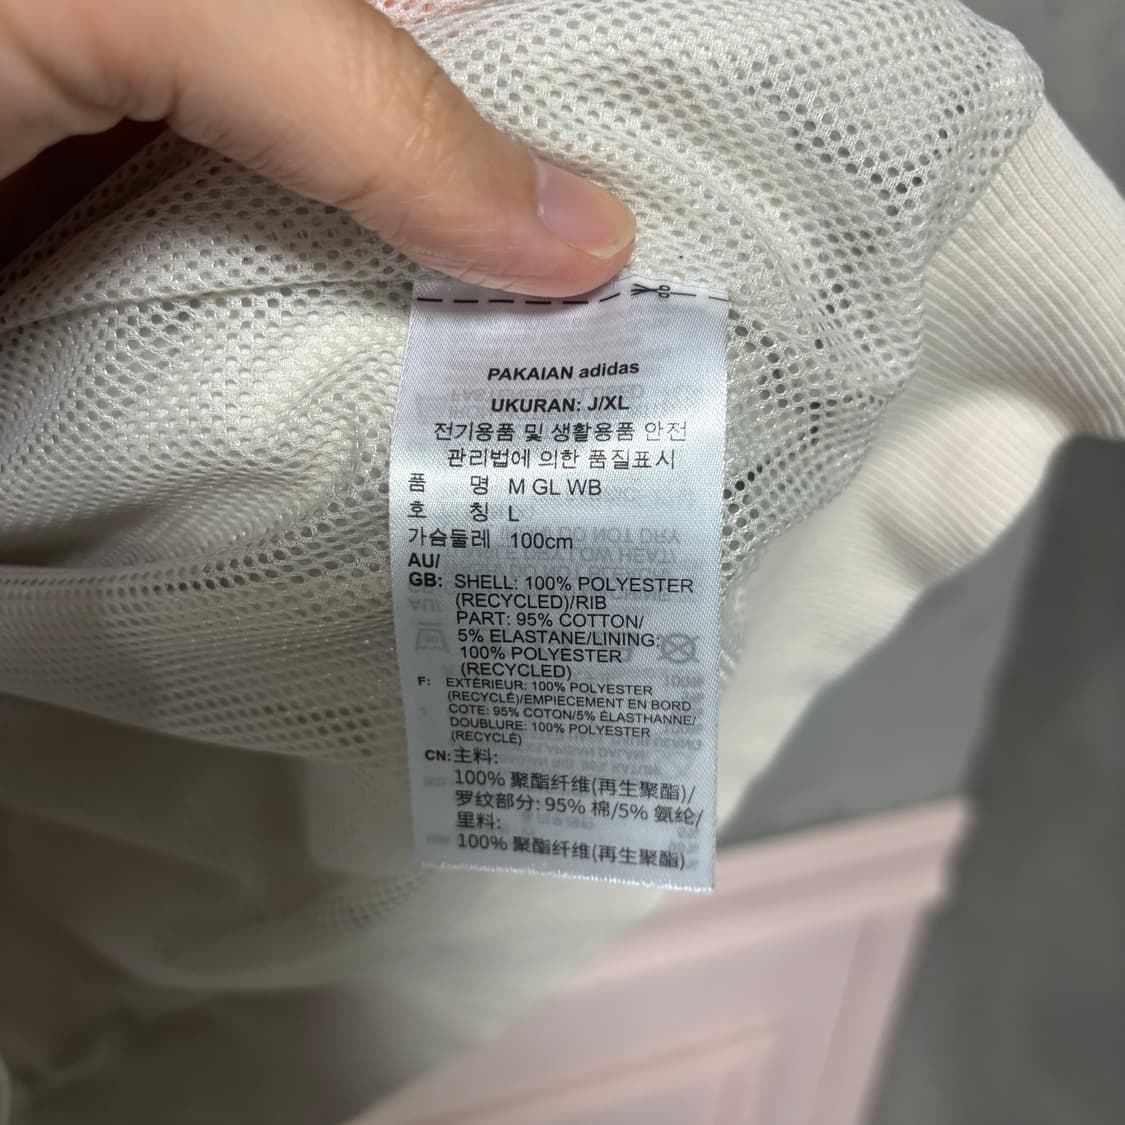 PAKAIAN adidas
UKURAN: J/XL
전기용품 및 생활용품 안전
관리법에 의한 품질표시
품 명 M GL WB
호 칭 L
가슴둘레 100cm
AU/
GB: SHELL: 100% POLYESTER
(RECYCLED)/RIB
PART: 95% COTTON/
5% ELASTANE/LINING:
100% POLYESTER
(RECYCLED)
F: EXTÉRIEUR: 100% POLYESTER
(RECYCLÉ)/EMPIECEMENT EN BORD
COTE: 95% COTON/5% ÉLASTHANNE/
DOUBLURE: 100% POLYESTER
(RECYCLÉ)
CN: 主料:
100% 聚酯纤维(再生聚酯)/
罗纹部分: 95% 棉/5% 氨纶/
里料:
100% 聚酯纤维(再生聚酯)